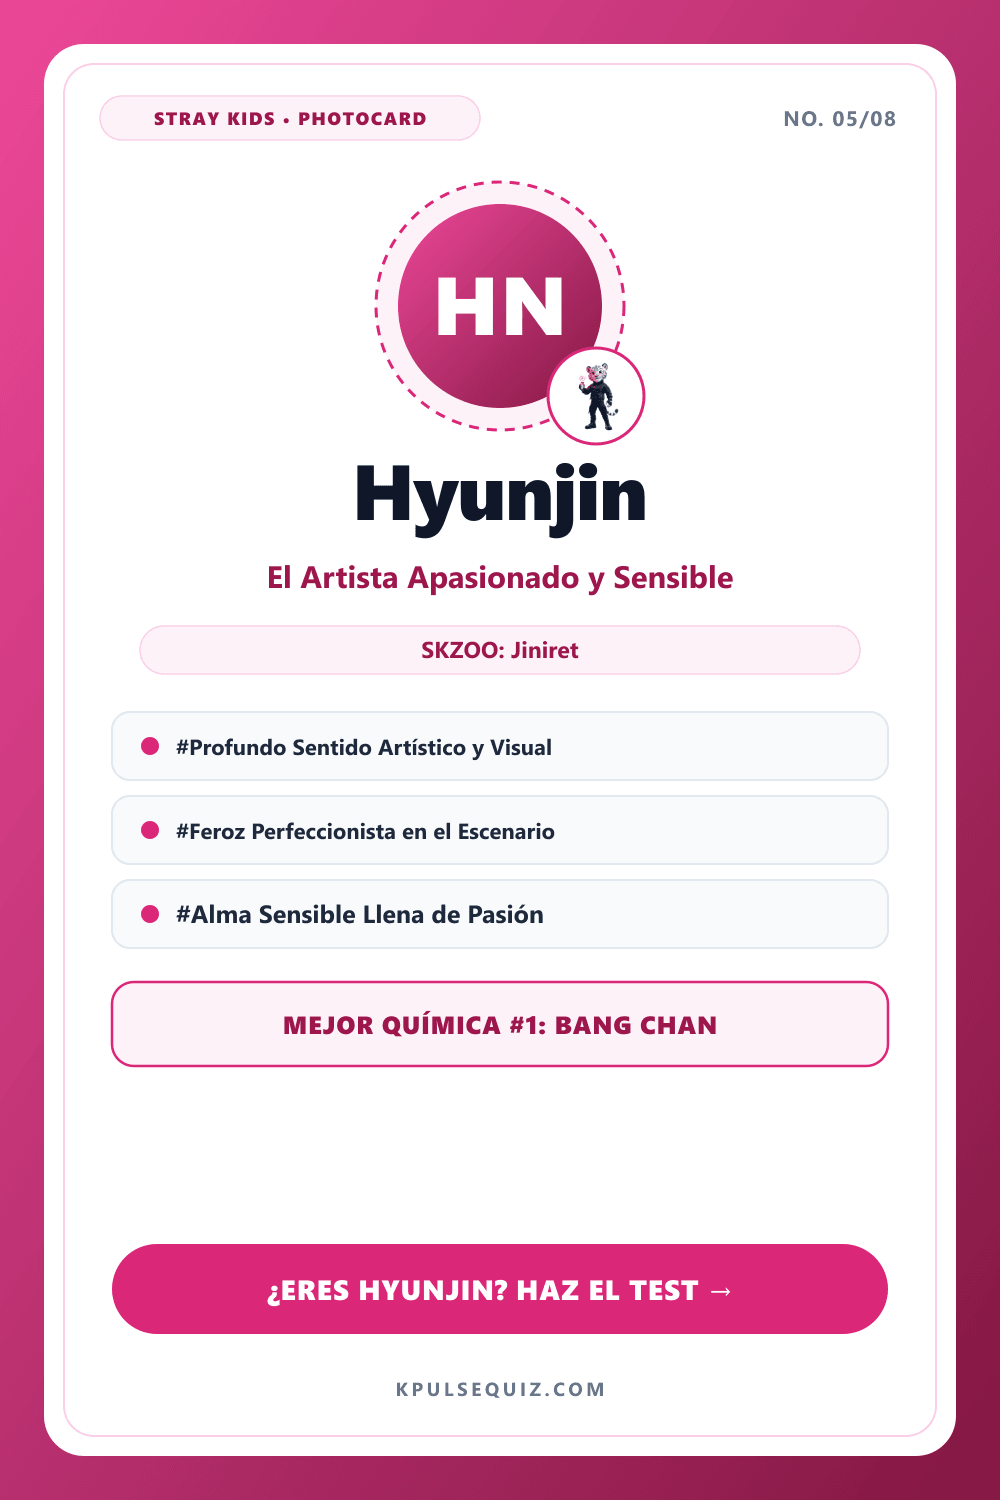 STRAY KIDS • PHOTOCARD
NO. 05/08
HN
Hyunjin
El Artista Apasionado y Sensible
SKZOO: Jiniret
#Profundo Sentido Artístico y Visual
#Feroz Perfeccionista en el Escenario
#Alma Sensible Llena de Pasión
MEJOR QUÍMICA #1: BANG CHAN
¿ERES HYUNJIN? HAZ EL TEST →
KPULSEQUIZ.COM